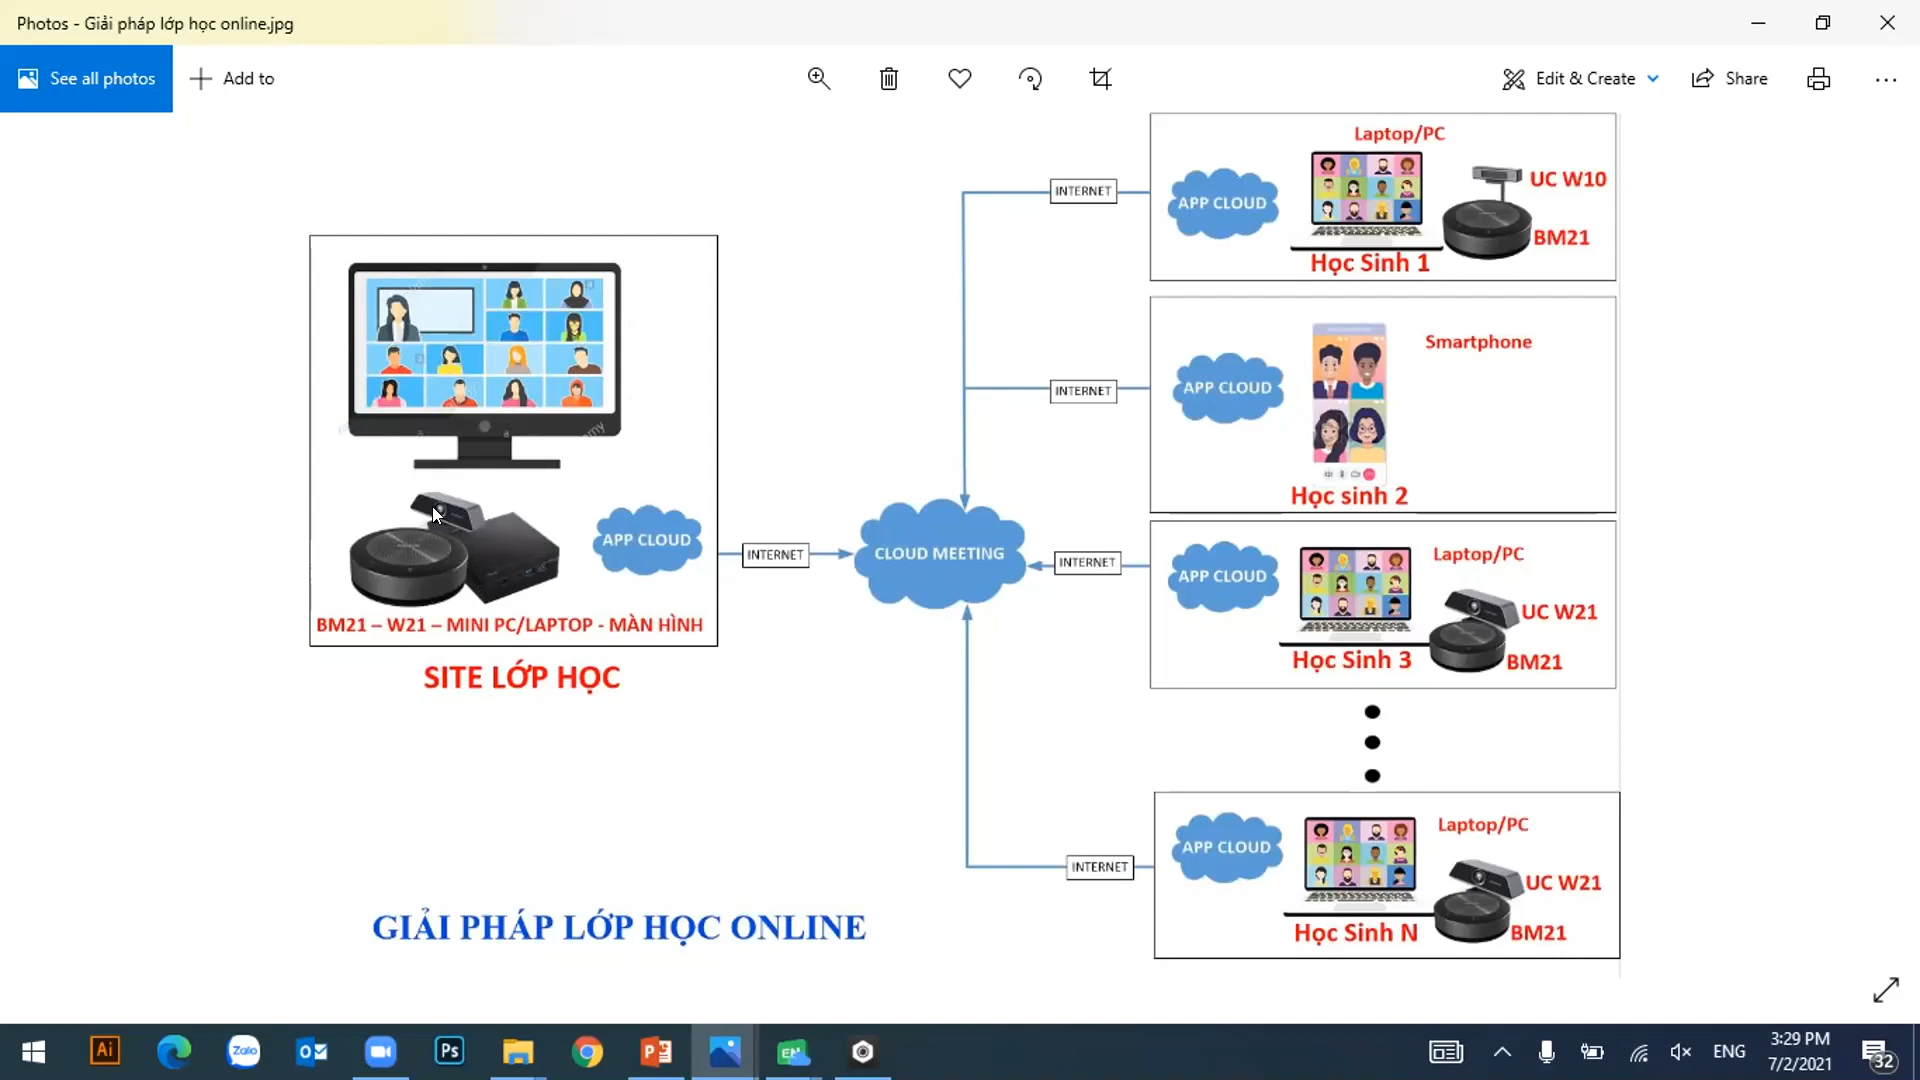 Photos - Giải pháp lớp học online.jpg
See all photos
Add to
Edit & Create
Share
Laptop/PC
INTERNET
APP CLOUD
UC W10
BM21
Học Sinh 1
Smartphone
INTERNET
APP CLOUD
Học sinh 2
APP CLOUD
INTERNET
CLOUD MEETING
INTERNET
APP CLOUD
Laptop/PC
UC W21
BM21
Học Sinh 3
BM21 – W21 – MINI PC/LAPTOP - MÀN HÌNH
SITE LỚP HỌC
Laptop/PC
APP CLOUD
INTERNET
UC W21
BM21
Học Sinh N
GIẢI PHÁP LỚP HỌC ONLINE
Ai
Zalo
Ps
EN
ENG
3:29 PM
7/2/2021
32